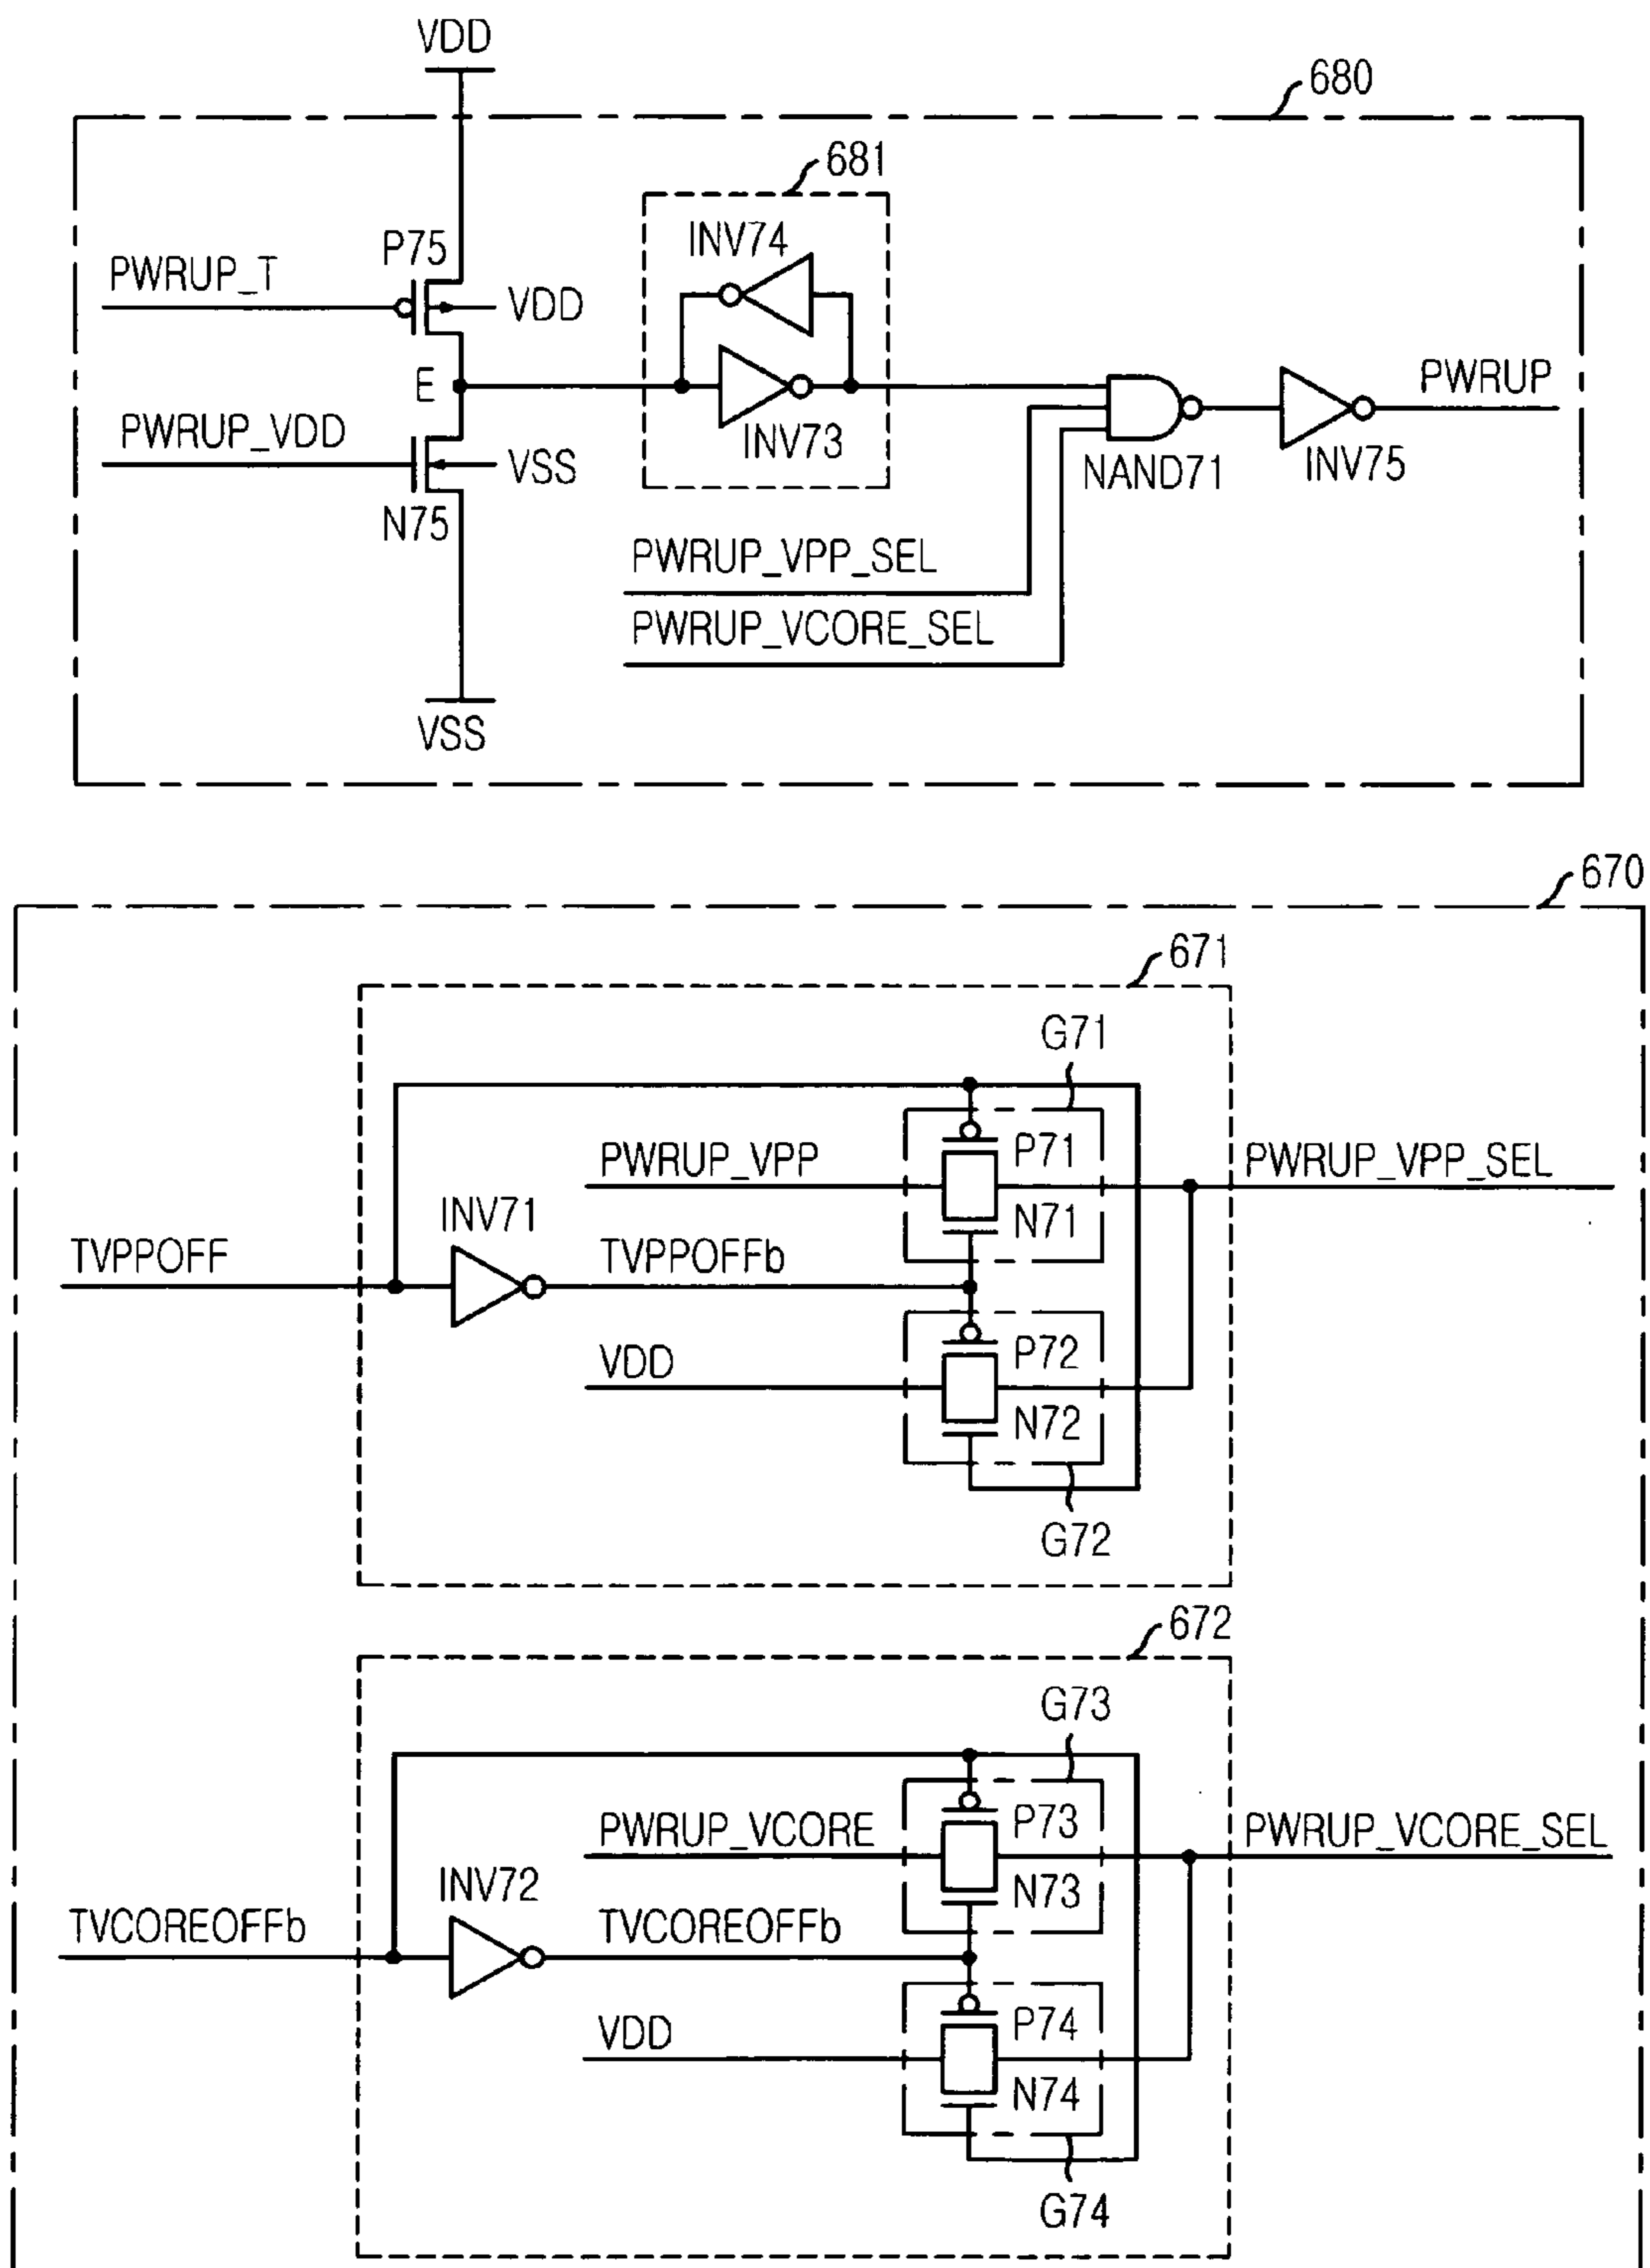 VDD
680
681
P75
INV74
PWRUP_T
VDD
E
PWRUP
PWRUP_VDD
INV73
VSS
NAND71
INV75
N75
PWRUP_VPP_SEL
PWRUP_VCORE_SEL
VSS
670
671
G71
PWRUP_VPP
P71
PWRUP_VPP_SEL
INV71
N71
TVPPOFF
TVPPOFFb
VDD
P72
N72
G72
672
G73
PWRUP_VCORE
P73
PWRUP_VCORE_SEL
INV72
N73
TVCOREOFFb
TVCOREOFFb
VDD
P74
N74
G74